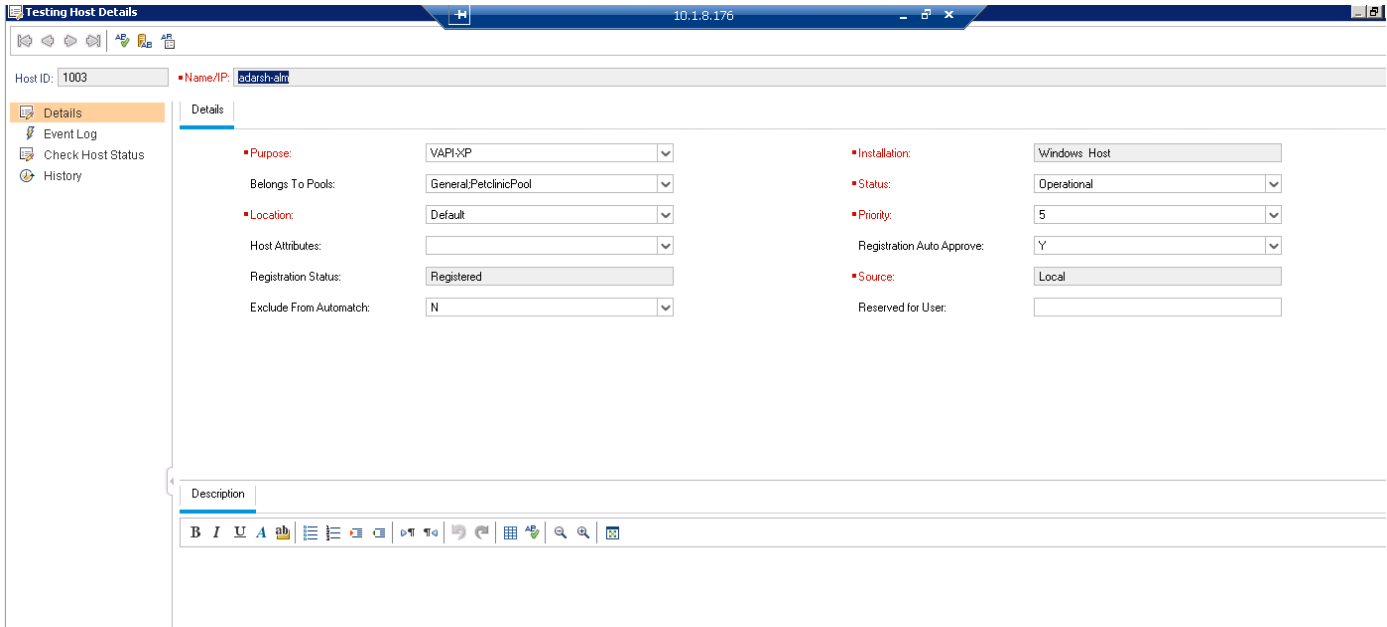 Testing Host Details
10.1.8.176
Host ID: 1003
Name/IP: adarsh-alm
Details
Event Log
Check Host Status
History
Details
Purpose: VAPI-XP
Installation: Windows Host
Belongs To Pools: General;PetclinicPool
Status: Operational
Location: Default
Priority: 5
Host Attributes:
Registration Auto Approve: Y
Registration Status: Registered
Source: Local
Exclude From Automatch: N
Reserved for User:
Description
B I U A ab